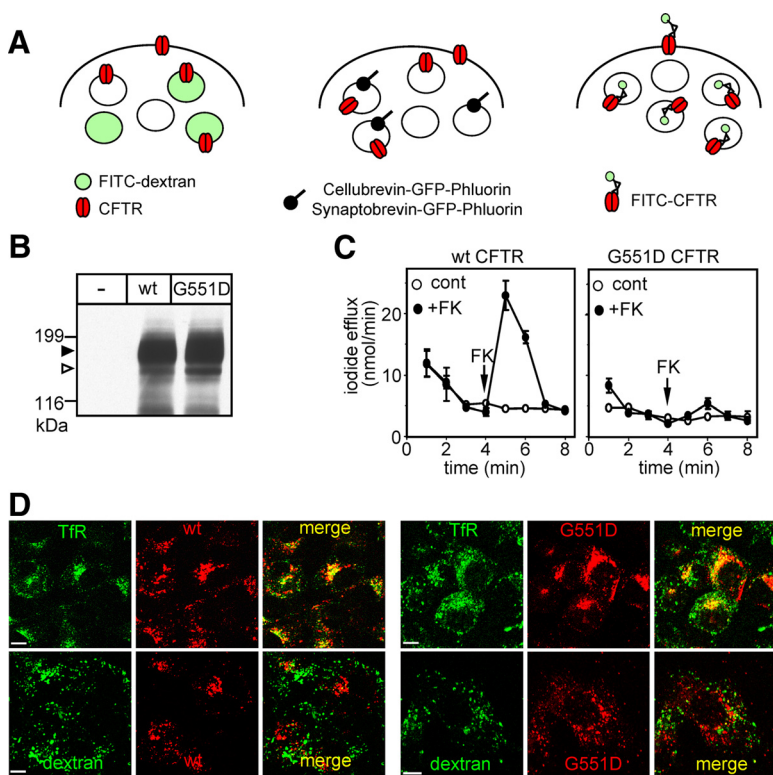 A
FITC-dextran
CFTR
Cellubrevin-GFP-Phluorin
Synaptobrevin-GFP-Phluorin
FITC-CFTR
B
- wt G551D
199
116
kDa
C
wt CFTR
G551D CFTR
iodide efflux
(nmol/min)
cont
+FK
FK
20
10
0
0 2 4 6 8
time (min)
cont
+FK
FK
0 2 4 6 8
time (min)
D
TfR wt merge
TfR G551D merge
dextran wt merge
dextran G551D merge